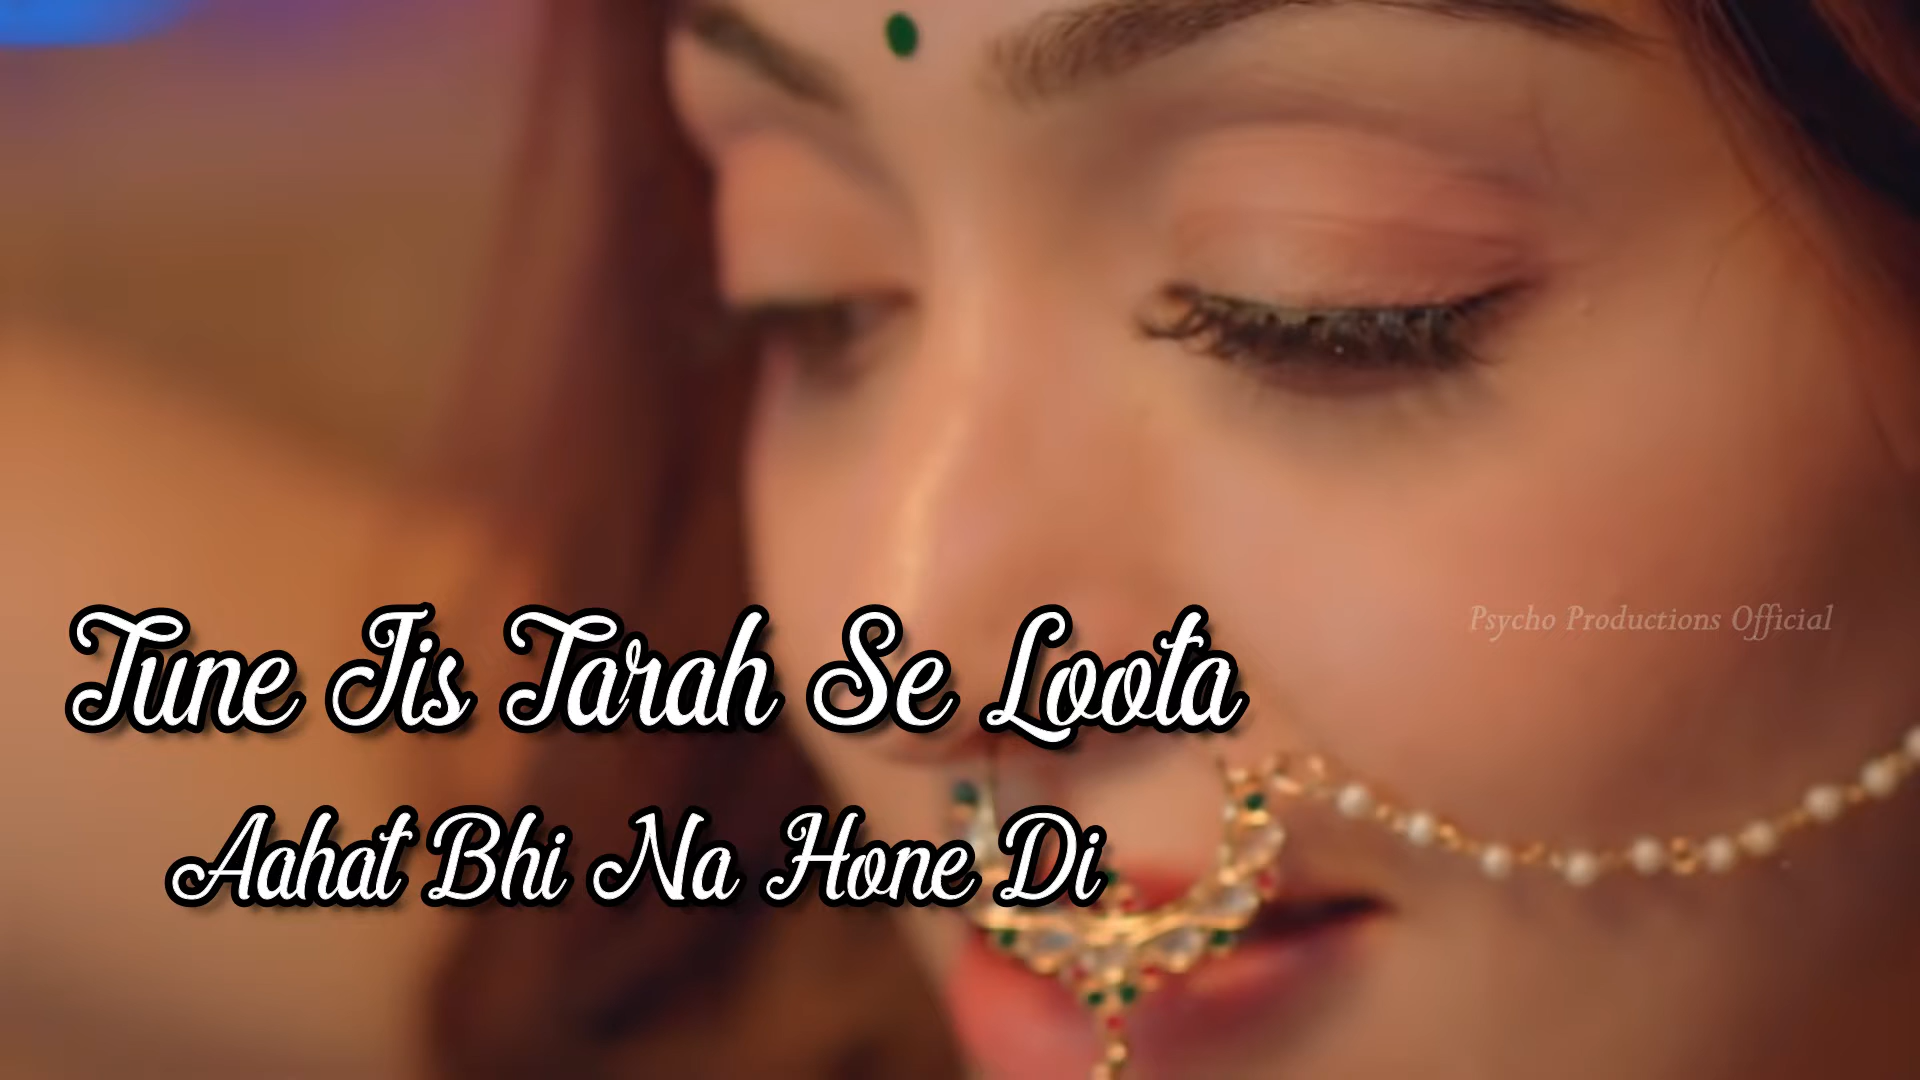 Tune Jis Tarah Se Loota
Aahat Bhi Na Hone Di
Psycho Productions Official